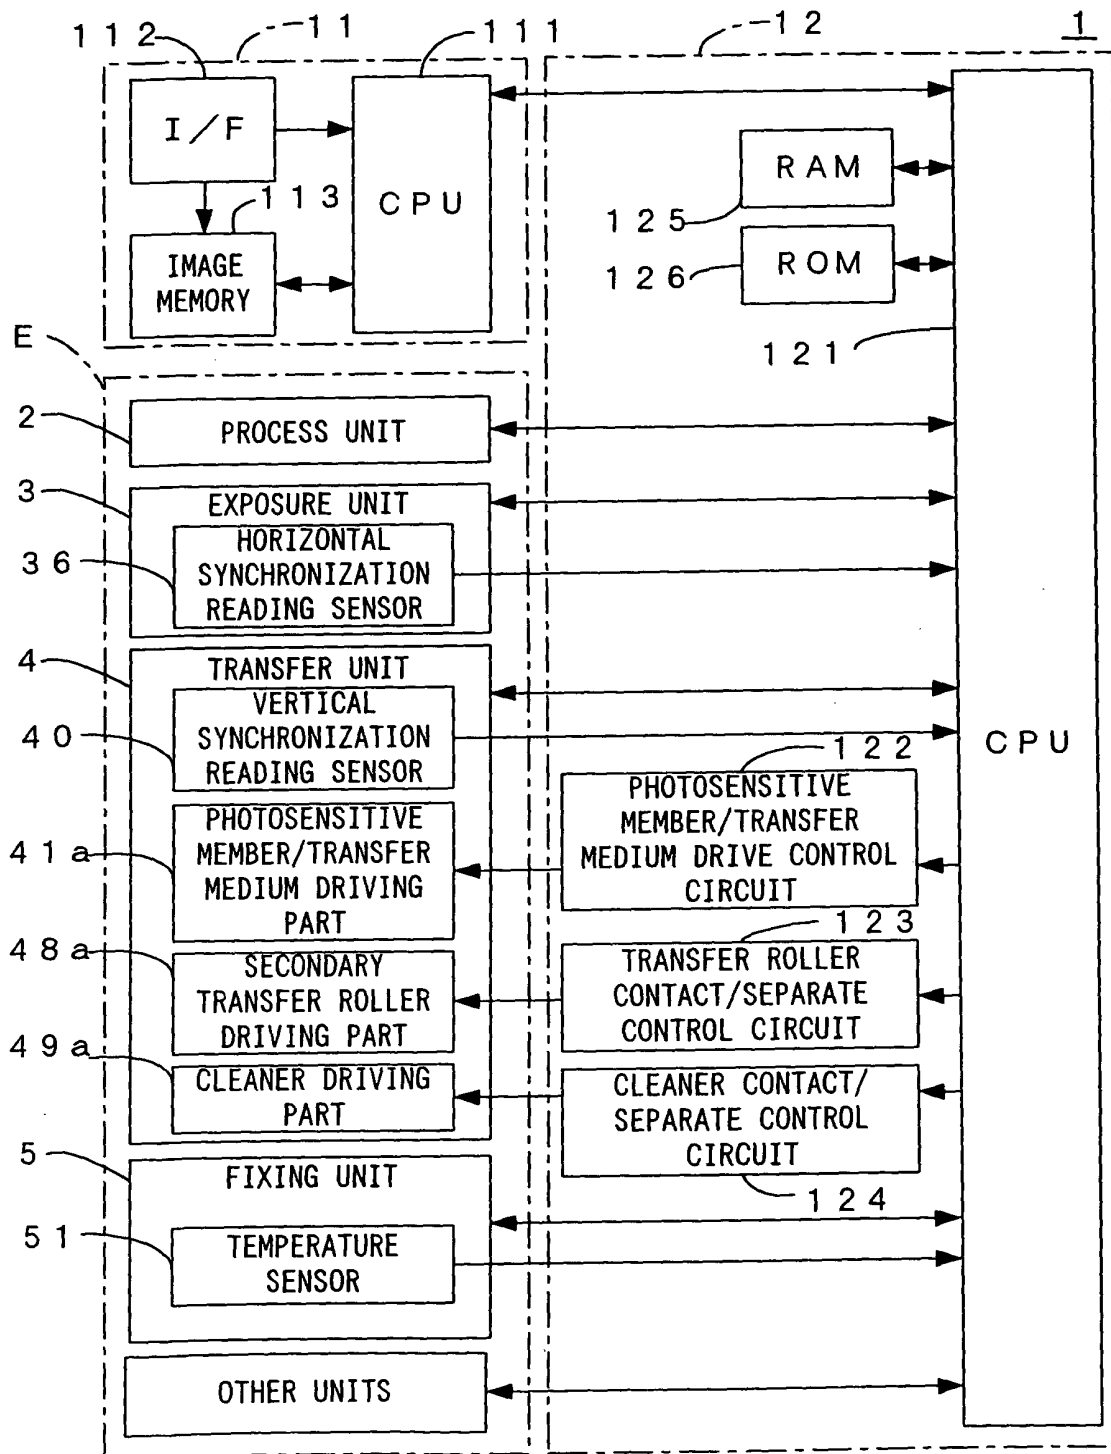 112
11
111
12
1
I/F
CPU
RAM
113
125
IMAGE
MEMORY
ROM
126
E
121
2
PROCESS UNIT
3
EXPOSURE UNIT
36
HORIZONTAL
SYNCHRONIZATION
READING SENSOR
4
TRANSFER UNIT
40
VERTICAL
SYNCHRONIZATION
READING SENSOR
CPU
122
41a
PHOTOSENSITIVE
MEMBER/TRANSFER
MEDIUM DRIVING
PART
PHOTOSENSITIVE
MEMBER/TRANSFER
MEDIUM DRIVE CONTROL
CIRCUIT
123
48a
SECONDARY
TRANSFER ROLLER
DRIVING PART
TRANSFER ROLLER
CONTACT/SEPARATE
CONTROL CIRCUIT
49a
CLEANER DRIVING
PART
CLEANER CONTACT/
SEPARATE CONTROL
CIRCUIT
124
5
FIXING UNIT
51
TEMPERATURE
SENSOR
OTHER UNITS